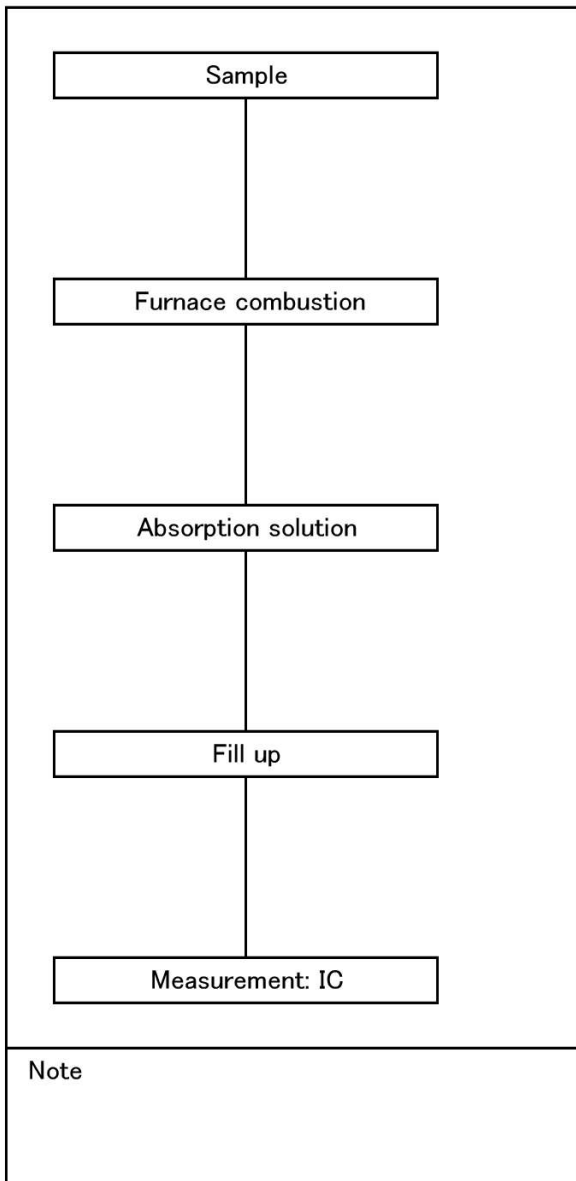 Sample
Furnace combustion
Absorption solution
Fill up
Measurement: IC
Note